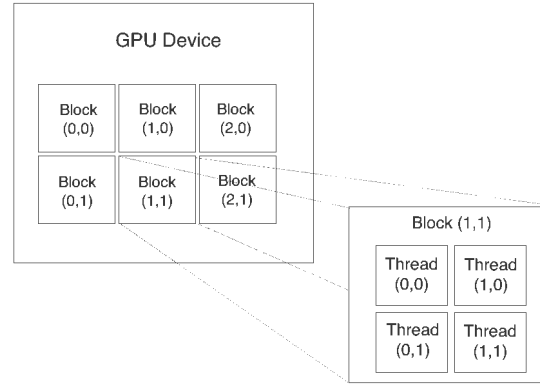 GPU Device
Block
(0,0)
Block
(1,0)
Block
(2,0)
Block
(0,1)
Block
(1,1)
Block
(2,1)
Block (1,1)
Thread
(0,0)
Thread
(1,0)
Thread
(0,1)
Thread
(1,1)